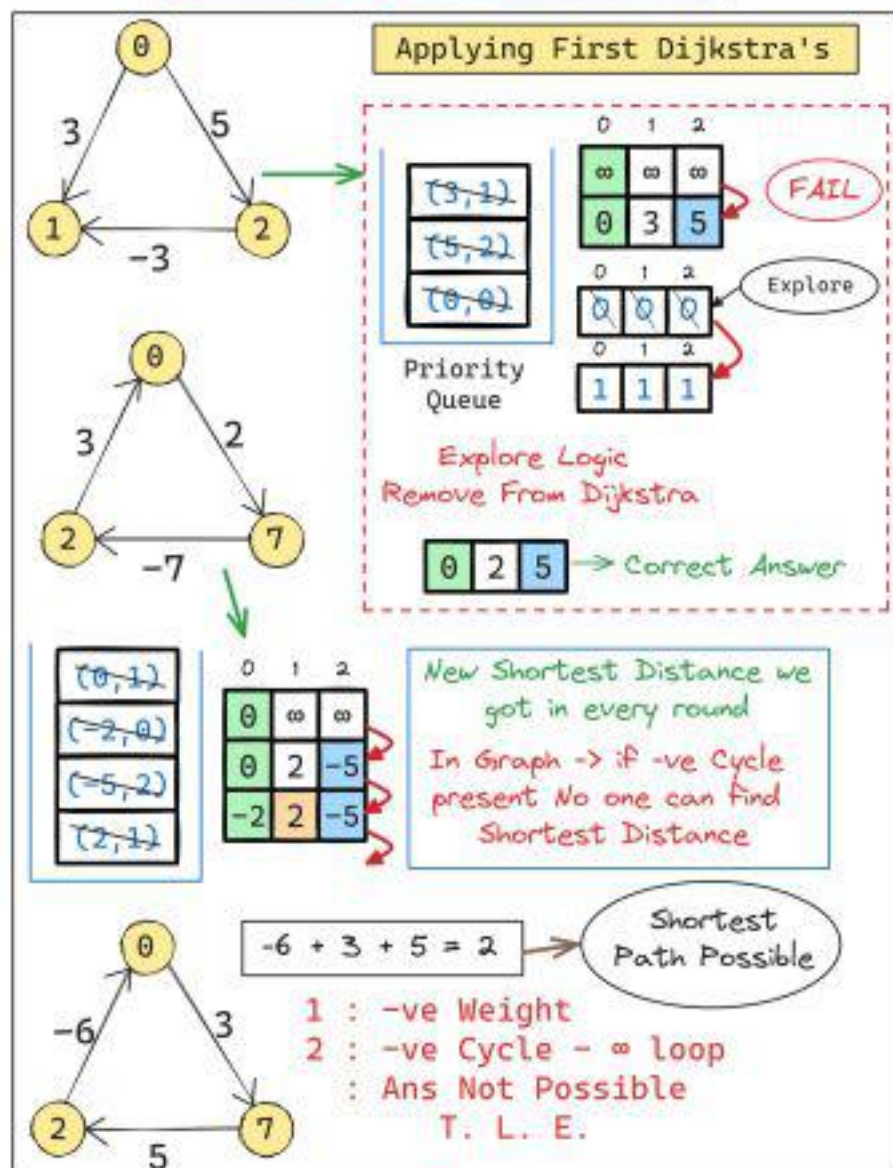 Applying First Dijkstra's
0
3
5
1
2
-3
0 1 2
∞ ∞ ∞
0 3 5
FAIL
(3,1)
(5,2)
(0,0)
Priority
Queue
0 1 2
0 0 0
Explore
0 1 2
1 1 1
Explore Logic
Remove From Dijkstra
0 2 5
Correct Answer
0
3
2
2
7
-7
(0,1)
(-2,0)
(-5,2)
(2,1)
0 1 2
0 ∞ ∞
0 2 -5
-2 2 -5
New Shortest Distance we
got in every round
In Graph -> if -ve Cycle
present No one can find
Shortest Distance
0
-6
3
2
7
5
-6 + 3 + 5 = 2
Shortest
Path Possible
1 : -ve Weight
2 : -ve Cycle - ∞ loop
: Ans Not Possible
T. L. E.